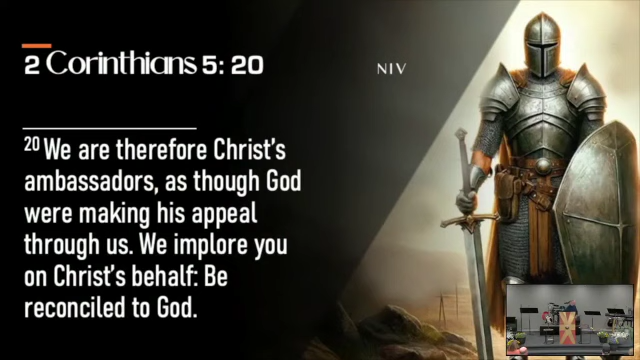 2 Corinthians 5: 20
NIV
20 We are therefore Christ's
ambassadors, as though God
were making his appeal
through us. We implore you
on Christ's behalf: Be
reconciled to God.